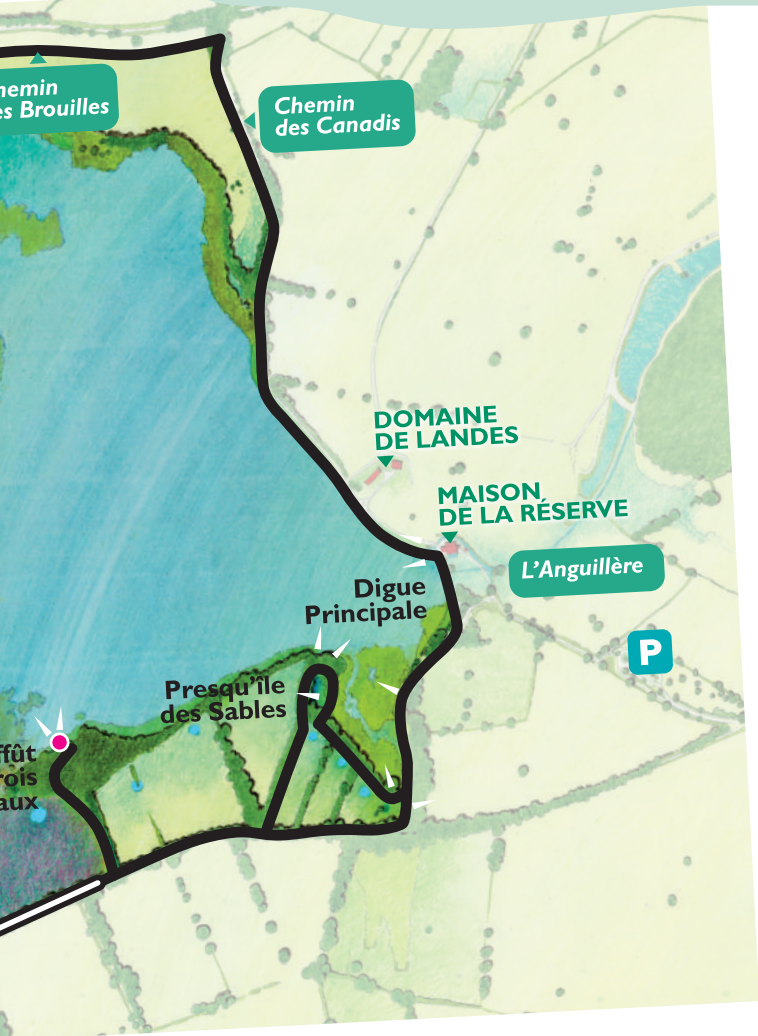 hemin
es Brouilles
Chemin
des Canadis
DOMAINE
DE LANDES
MAISON
DE LA RÉSERVE
L'Anguillère
Digue
Principale
P
Presqu'île
des Sables
ffût
rois
aux